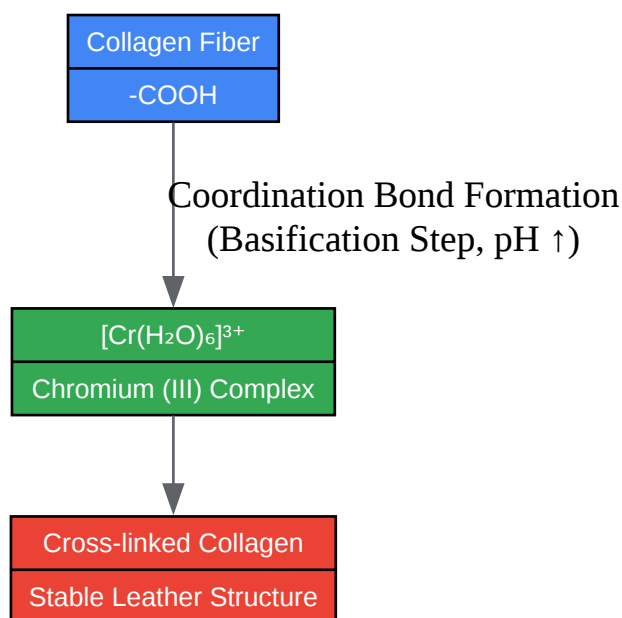 Collagen Fiber
-COOH
Coordination Bond Formation
(Basification Step, pH ↑)
[Cr(H₂O)₆]³⁺
Chromium (III) Complex
Cross-linked Collagen
Stable Leather Structure